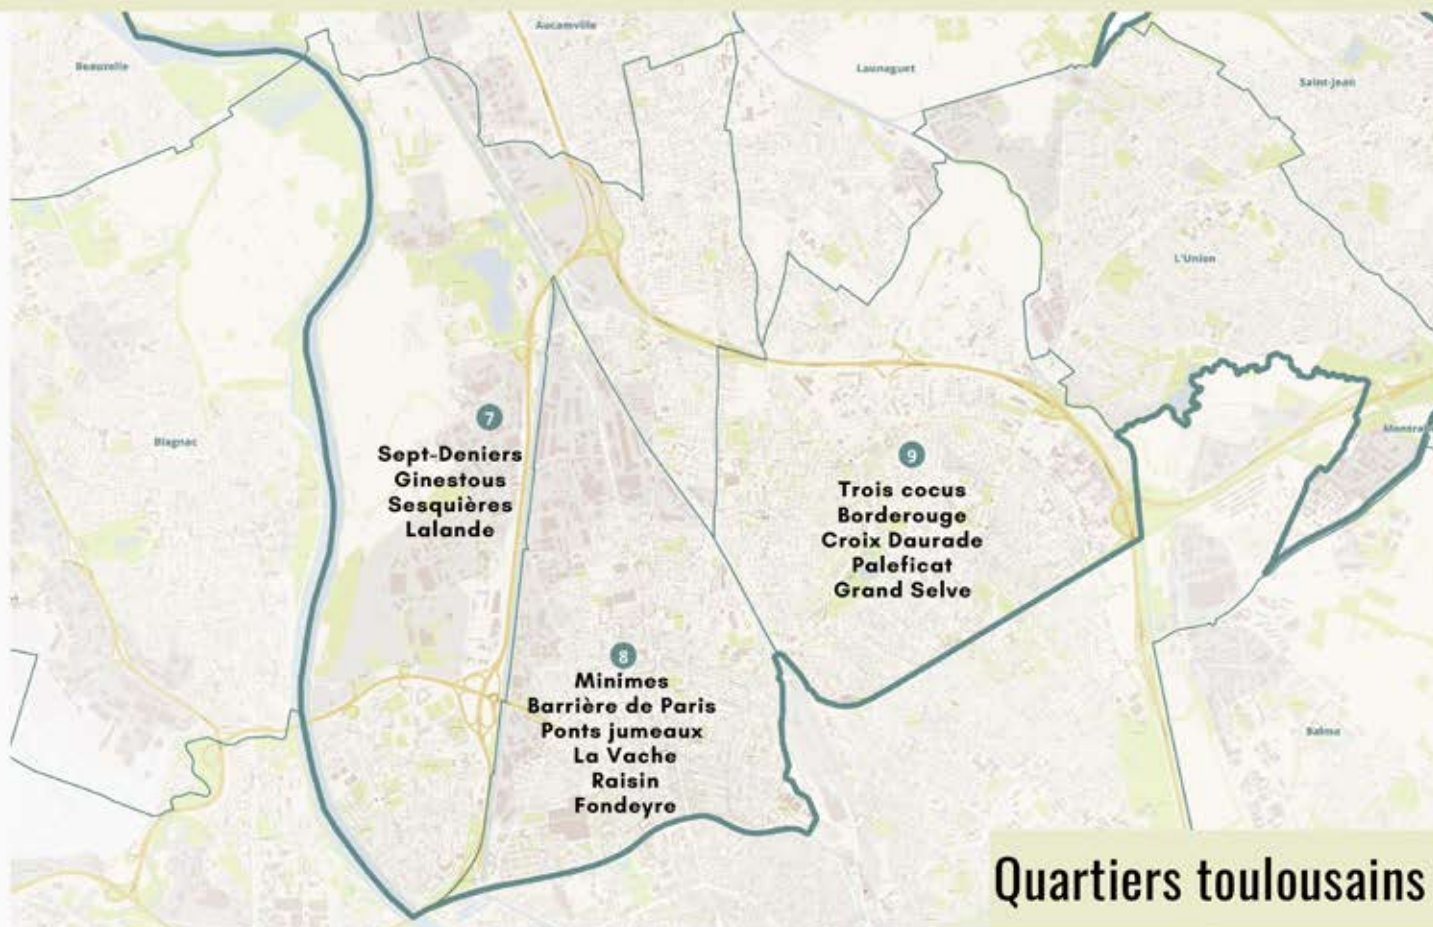 Aucamville
Beauzelle
Launaguet
Saint-Jean
L'Union
Blagnac
7
Sept-Deniers
Ginestous
Sesquières
Lalande
9
Trois cocus
Borderouge
Croix Daurade
Paleficat
Grand Selve
8
Minimes
Barrière de Paris
Ponts jumeaux
La Vache
Raisin
Fondeyre
Balma
Quartiers toulousains